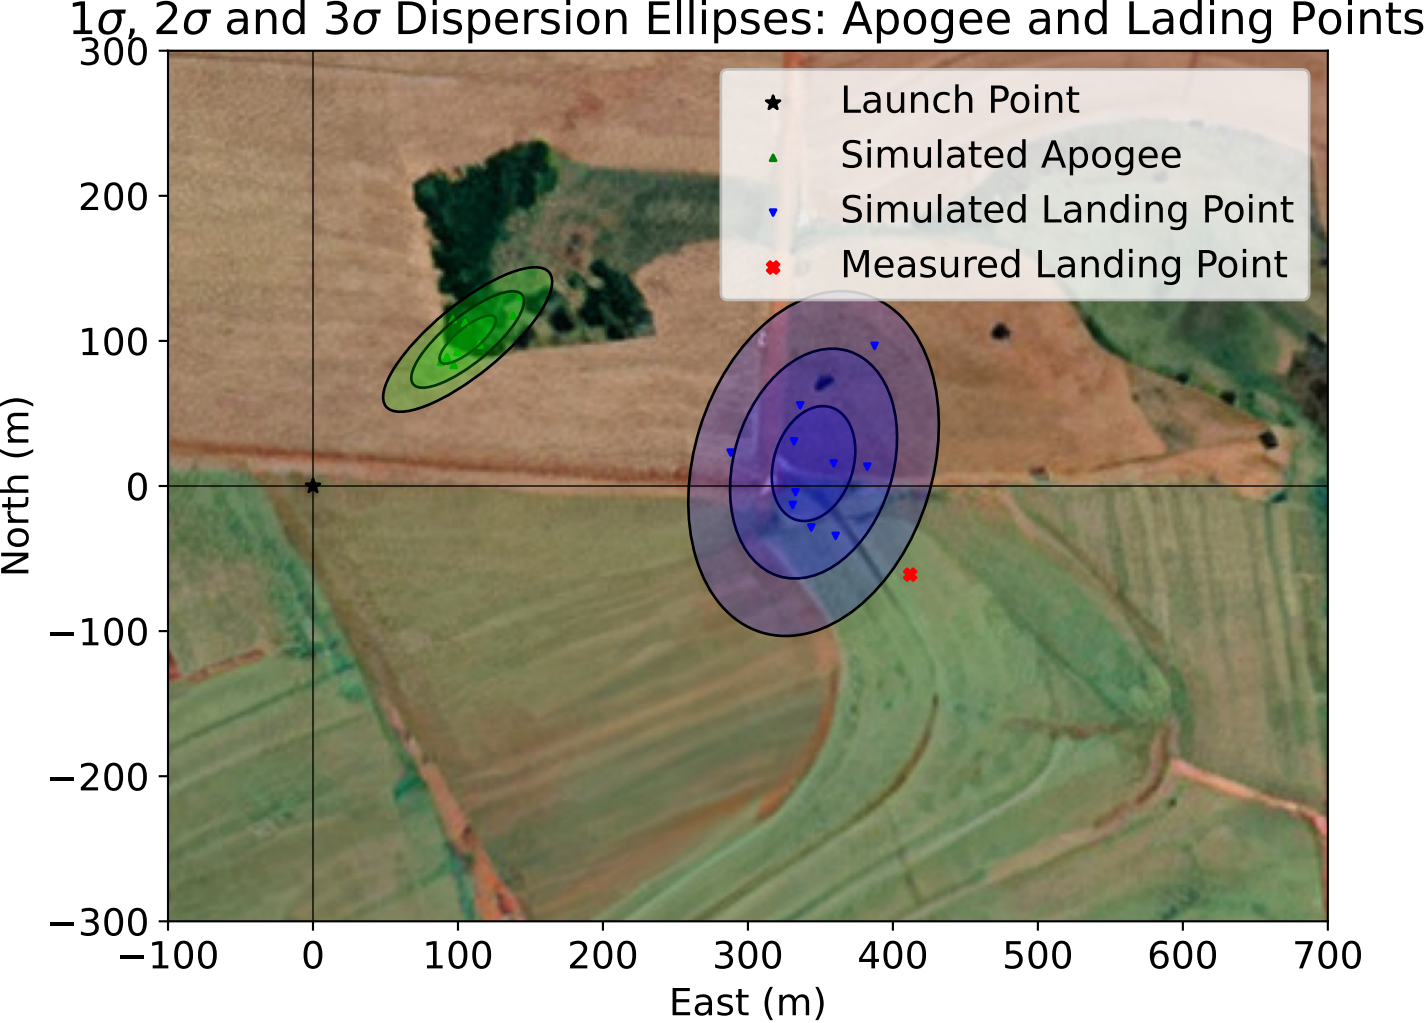 1σ, 2σ and 3σ Dispersion Ellipses: Apogee and Lading Points
Launch Point
Simulated Apogee
Simulated Landing Point
Measured Landing Point
300
200
100
0
−100
−200
−300
North (m)
−100 0 100 200 300 400 500 600 700
East (m)